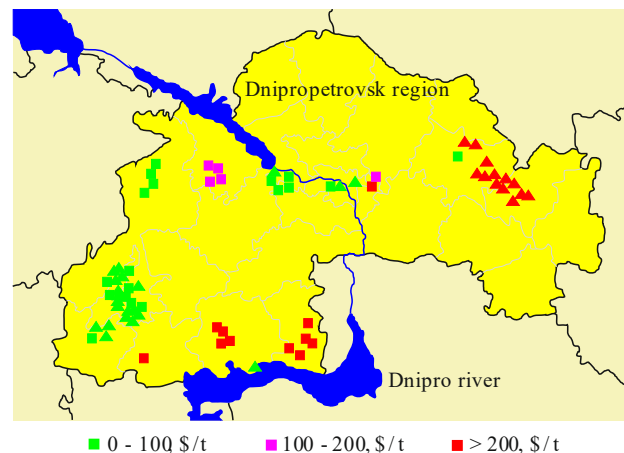 Dnipropetrovsk region
Dnipro river
0 - 100, $/t
100 - 200, $/t
> 200, $/t